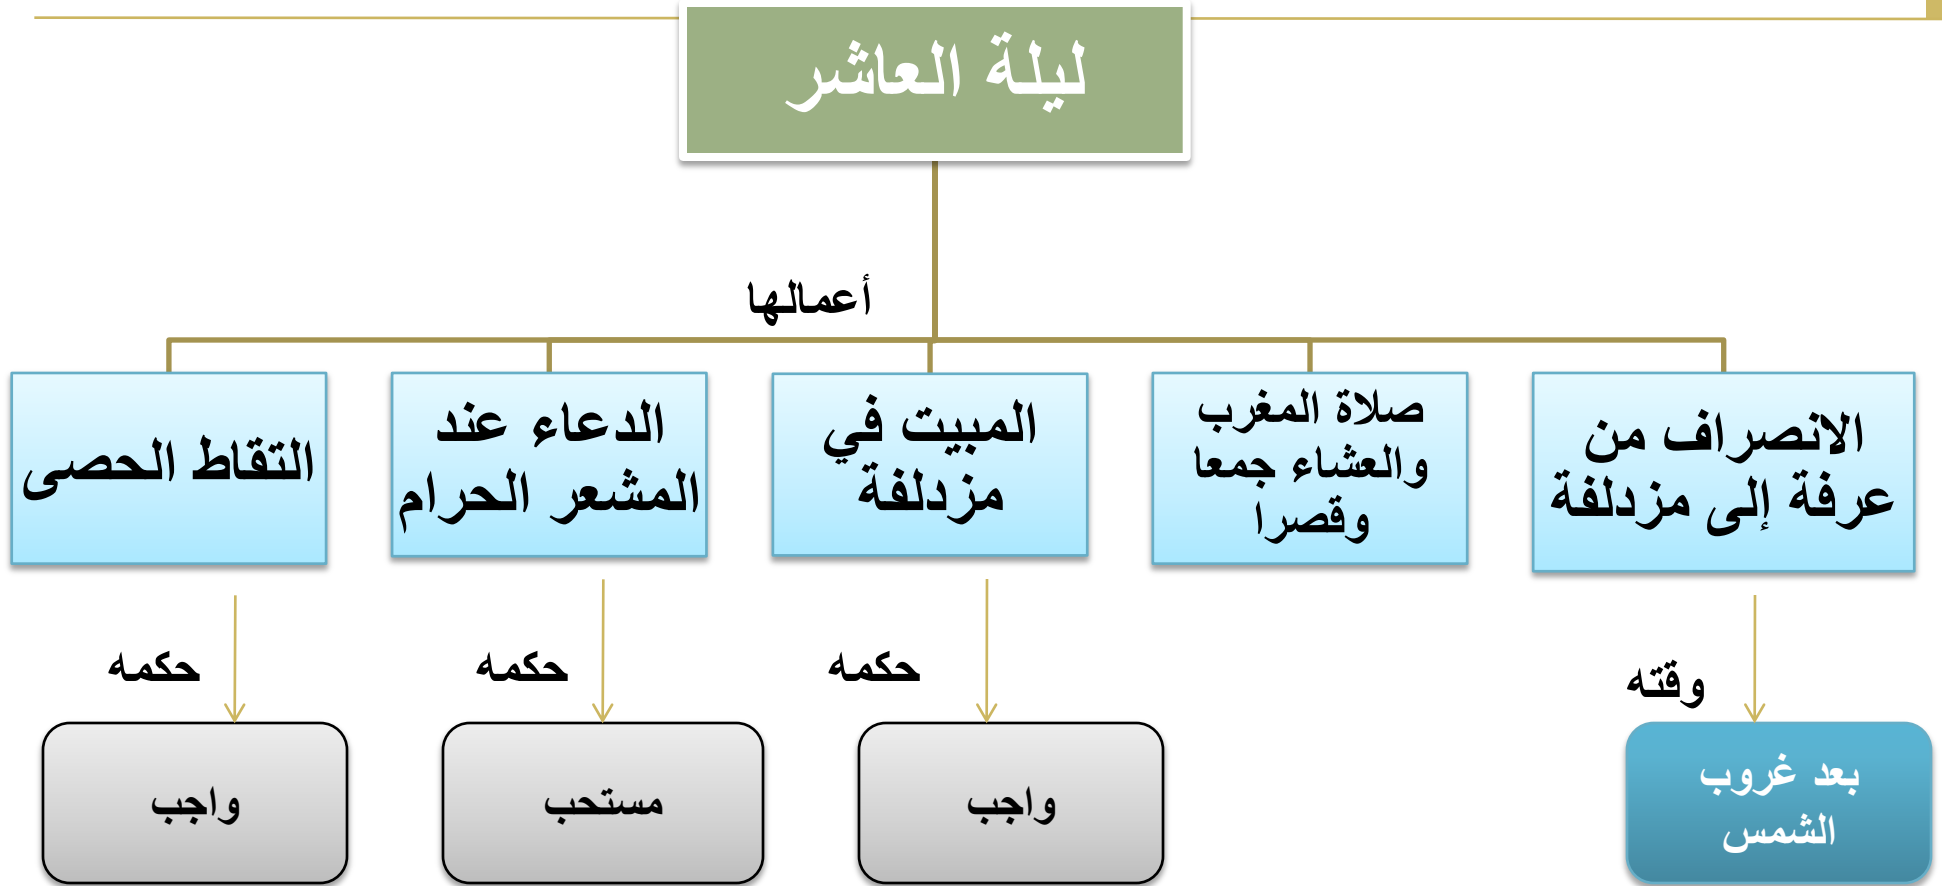 ليلة العاشر
أعمالها
الانصراف من
عرفة إلى مزدلفة
صلاة المغرب
والعشاء جمعا
وقصرا
المبيت في
مزدلفة
الدعاء عند
المشعر الحرام
التقاط الحصى
وقته
حكمه
حكمه
حكمه
بعد غروب
الشمس
واجب
مستحب
واجب